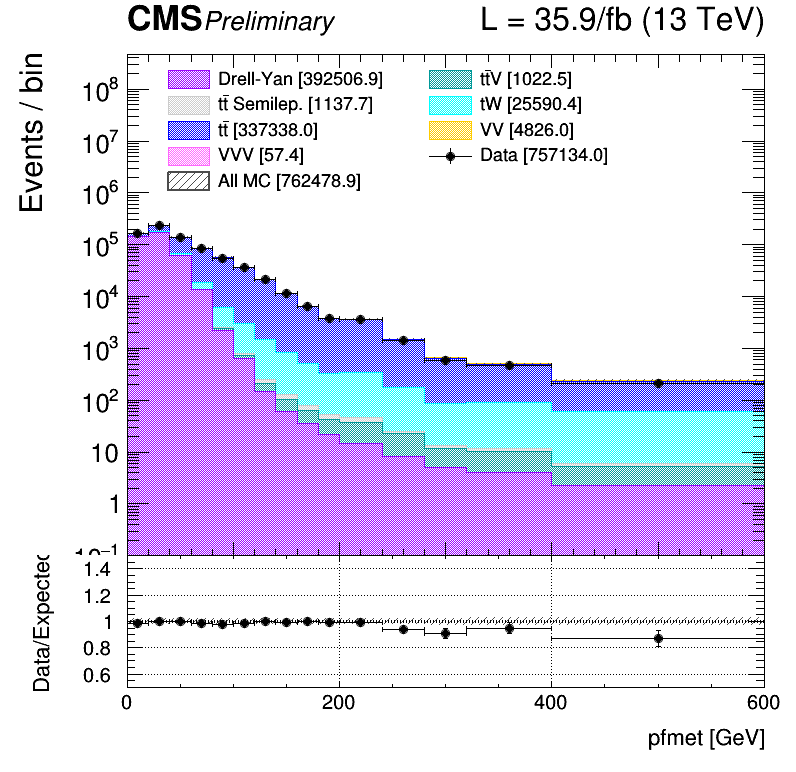 CMS Preliminary L = 35.9/fb (13 TeV)
Events / bin
Drell-Yan [392506.9]
tt̄ Semilep. [1137.7]
tt̄ [337338.0]
VVV [57.4]
All MC [762478.9]
tt̄V [1022.5]
tW [25590.4]
VV [4826.0]
Data [757134.0]
10⁸
10⁷
10⁶
10⁵
10⁴
10³
10²
10
1
10⁻¹
Data/Expected
1.4
1.2
1
0.8
0.6
0 200 400 600
pfmet [GeV]